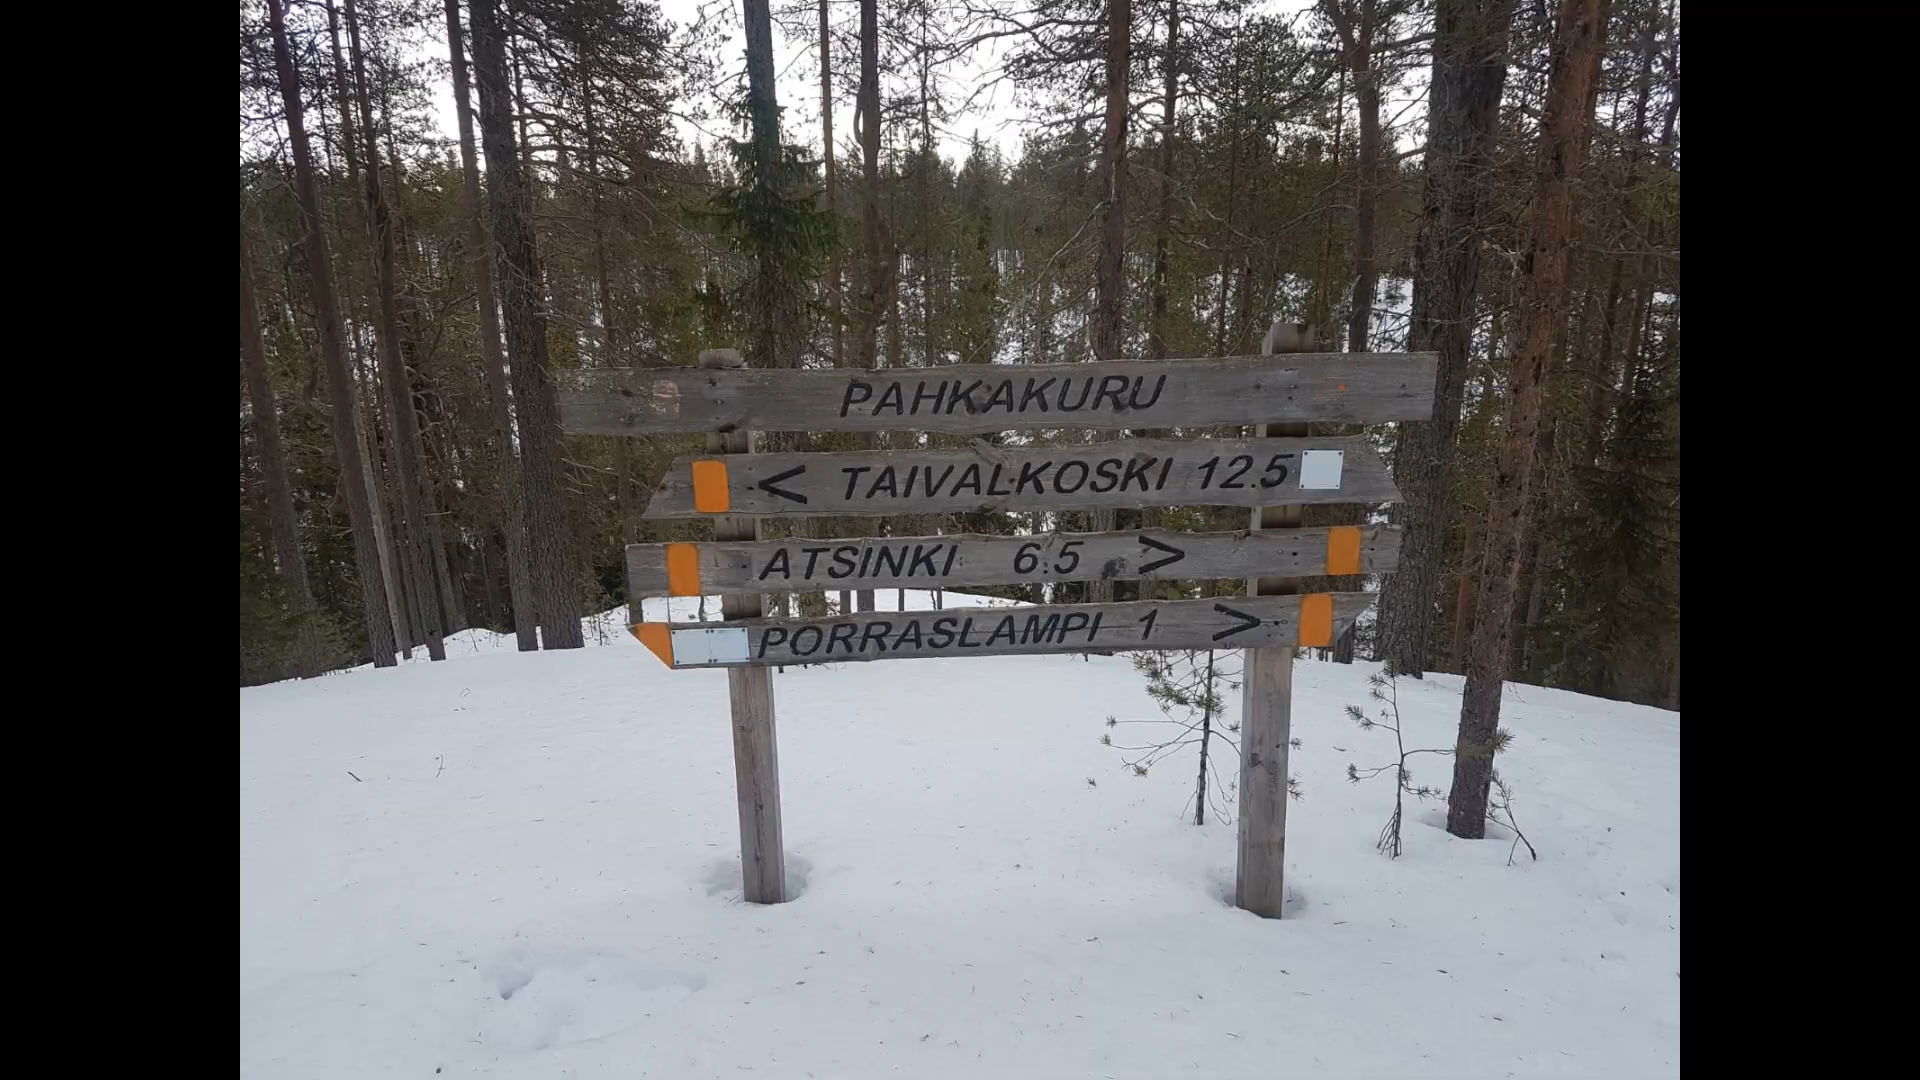 PAHKAKURU
< TAIVALKOSKI 12.5
ATSINKI 6.5 >
PORRASLAMPI 1 >